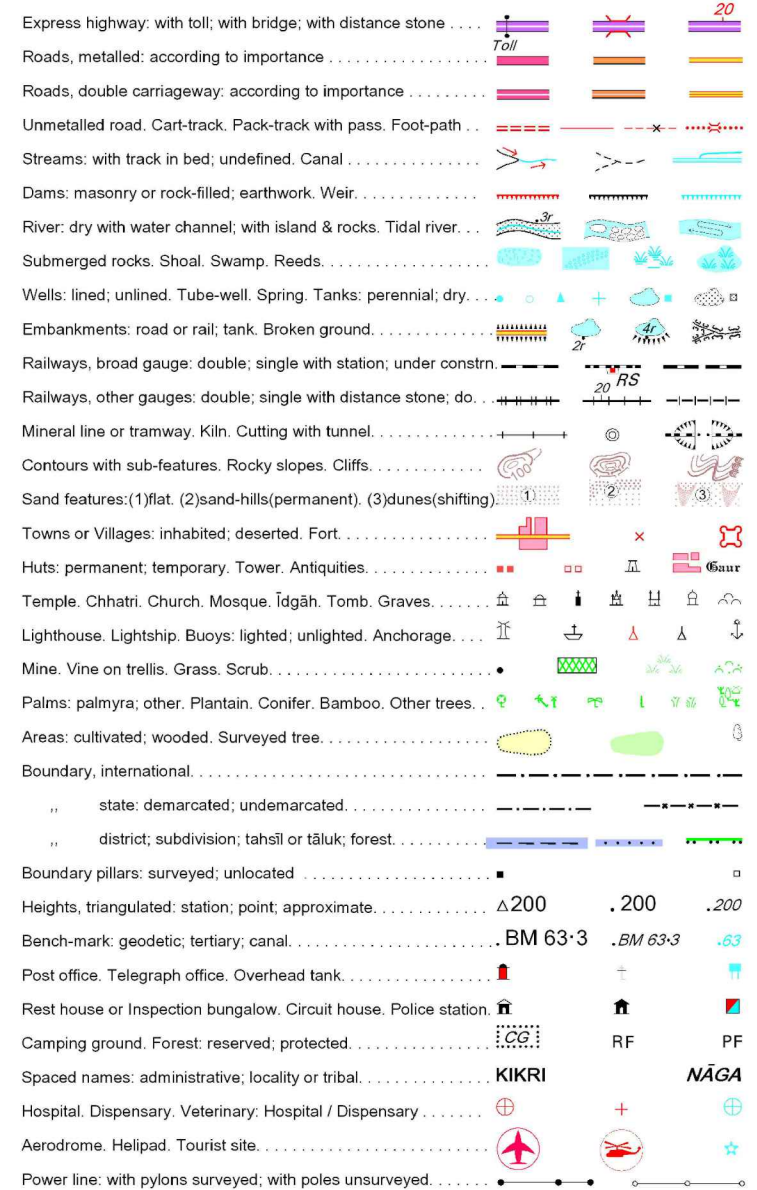 Express highway: with toll; with bridge; with distance stone . . . . Toll 20
Roads, metalled: according to importance . . . . . . . . . . . . . . . . . . .
Roads, double carriageway: according to importance . . . . . . . . . .
Unmetalled road. Cart-track. Pack-track with pass. Foot-path . .
Streams: with track in bed; undefined. Canal . . . . . . . . . . . . . . . . .
Dams: masonry or rock-filled; earthwork. Weir. . . . . . . . . . . . . . . .
River: dry with water channel; with island & rocks. Tidal river. . . .3r
Submerged rocks. Shoal. Swamp. Reeds. . . . . . . . . . . . . . . . . . . .
Wells: lined; unlined. Tube-well. Spring. Tanks: perennial; dry. . .
Embankments: road or rail; tank. Broken ground. . . . . . . . . . . . . . 2r 4r
Railways, broad gauge: double; single with station; under constrn. RS
Railways, other gauges: double; single with distance stone; do. . . 20
Mineral line or tramway. Kiln. Cutting with tunnel. . . . . . . . . . . . . .
Contours with sub-features. Rocky slopes. Cliffs. . . . . . . . . . . . . .
Sand features:(1)flat. (2)sand-hills(permanent). (3)dunes(shifting). 1 2 3
Towns or Villages: inhabited; deserted. Fort. . . . . . . . . . . . . . . . . .
Huts: permanent; temporary. Tower. Antiquities. . . . . . . . . . . . . . . Gaur
Temple. Chhatri. Church. Mosque. Īdgāh. Tomb. Graves. . . . . . .
Lighthouse. Lightship. Buoys: lighted; unlighted. Anchorage. . . . .
Mine. Vine on trellis. Grass. Scrub. . . . . . . . . . . . . . . . . . . . . . . . .
Palms: palmyra; other. Plantain. Conifer. Bamboo. Other trees. . .
Areas: cultivated; wooded. Surveyed tree. . . . . . . . . . . . . . . . . . .
Boundary, international. . . . . . . . . . . . . . . . . . . . . . . . . . . . . . . . . .
,, state: demarcated; undemarcated. . . . . . . . . . . . . . . . .
,, district; subdivision; tahsīl or tāluk; forest. . . . . . . . . . . .
Boundary pillars: surveyed; unlocated . . . . . . . . . . . . . . . . . . . . .
Heights, triangulated: station; point; approximate. . . . . . . . . . . . . 200 .200 .200
Bench-mark: geodetic; tertiary; canal. . . . . . . . . . . . . . . . . . . . . . . .BM 63·3 .BM 63·3 .63
Post office. Telegraph office. Overhead tank. . . . . . . . . . . . . . . . . .
Rest house or Inspection bungalow. Circuit house. Police station.
Camping ground. Forest: reserved; protected. . . . . . . . . . . . . . . . CG RF PF
Spaced names: administrative; locality or tribal. . . . . . . . . . . . . . . KIKRI NĀGA
Hospital. Dispensary. Veterinary: Hospital / Dispensary . . . . . . . .
Aerodrome. Helipad. Tourist site. . . . . . . . . . . . . . . . . . . . . . . . . . .
Power line: with pylons surveyed; with poles unsurveyed. . . . . . .